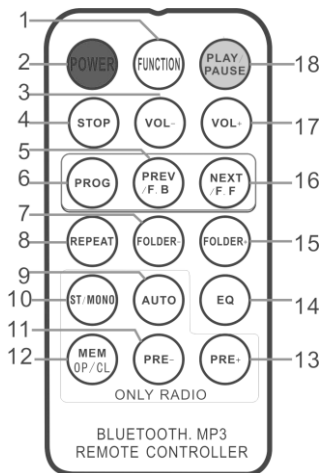 1
2 POWER FUNCTION PLAY/ PAUSE 18
3
4 STOP VOL- VOL+ 17
5
6 PROG PREV /F.B NEXT /F.F 16
7
8 REPEAT FOLDER- FOLDER+ 15
9
10 ST/MONO AUTO EQ 14
11
12 MEM OP/CL PRE- PRE+ 13
ONLY RADIO
BLUETOOTH. MP3
REMOTE CONTROLLER